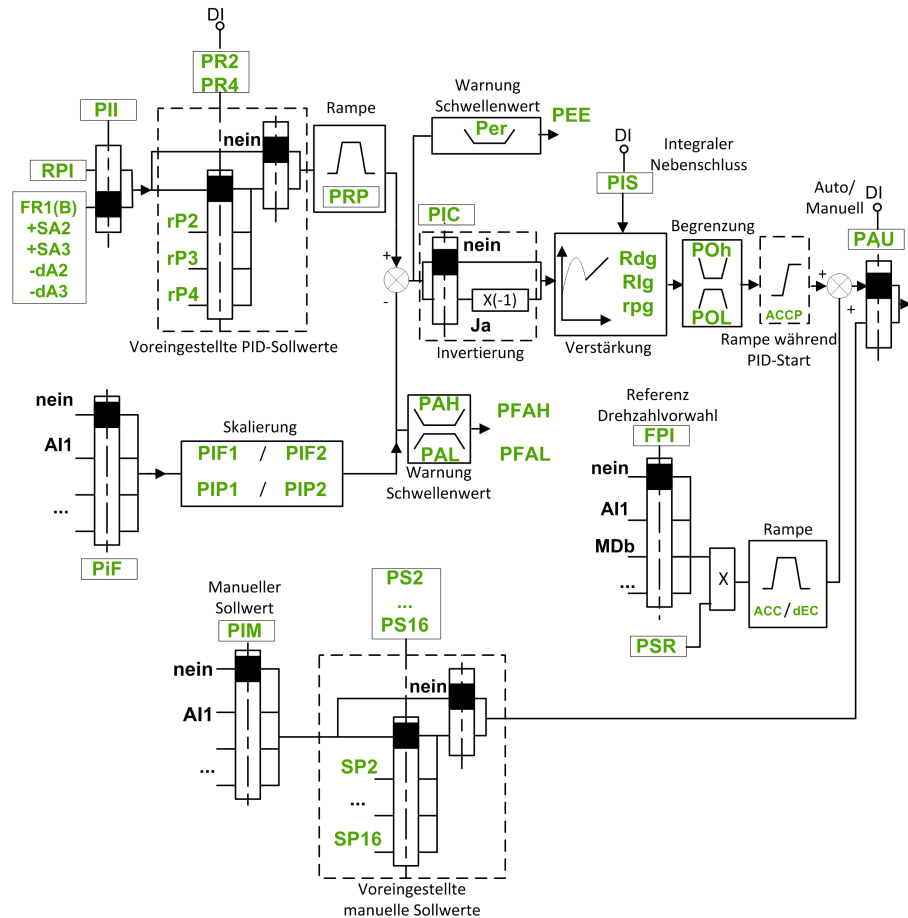 DI
PR2
PR4
PII
nein
Rampe
RPI
PRP
FR1(B)
+SA2
+SA3
-dA2
-dA3
rP2
rP3
rP4
Voreingestellte PID-Sollwerte
Warnung
Schwellenwert
Per
PEE
+
-
PIC
nein
X(-1)
Ja
Invertierung
DI
Integraler
Nebenschluss
PIS
Rdg
RIg
rpg
Verstärkung
Begrenzung
POh
POL
ACCP
Rampe während
PID-Start
Auto/
Manuell
DI
PAU
+
+
nein
AI1
...
PiF
Skalierung
PIF1 / PIF2
PIP1 / PIP2
PAH
PAL
PFAH
PFAL
Warnung
Schwellenwert
Referenz
Drehzahlvorwahl
FPI
nein
AI1
MDb
...
X
PSR
Rampe
ACC / dEC
Manueller
Sollwert
PIM
nein
AI1
...
PS2
...
PS16
nein
SP2
...
SP16
Voreingestellte
manuelle Sollwerte